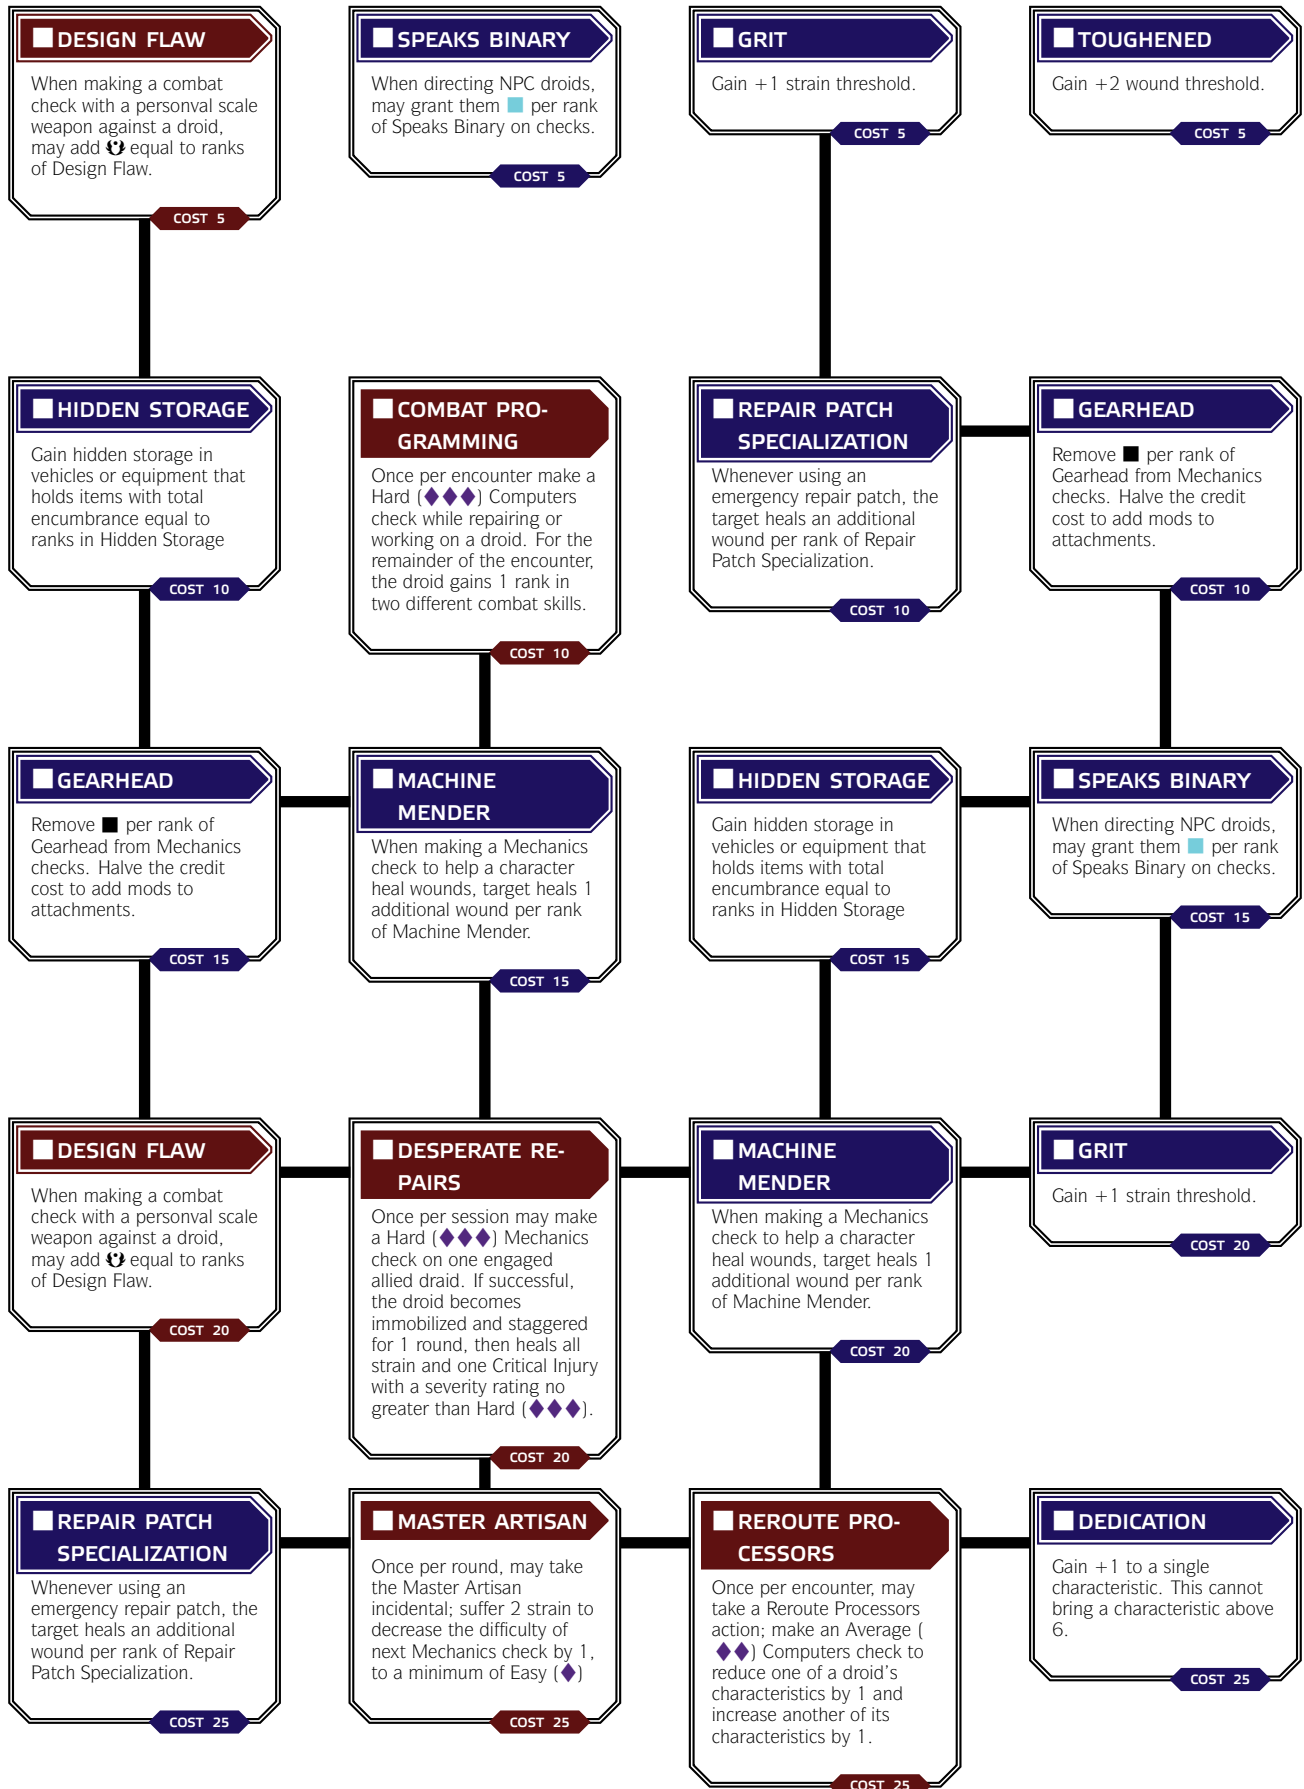 DESIGN FLAW
When making a combat
check with a personval scale
weapon against a droid,
may add equal to ranks
of Design Flaw.
COST 5
SPEAKS BINARY
When directing NPC droids,
may grant them ■ per rank
of Speaks Binary on checks.
COST 5
GRIT
Gain +1 strain threshold.
COST 5
TOUGHENED
Gain +2 wound threshold.
COST 5
HIDDEN STORAGE
Gain hidden storage in
vehicles or equipment that
holds items with total
encumbrance equal to
ranks in Hidden Storage
COST 10
COMBAT PRO-
GRAMMING
Once per encounter make a
Hard (♦♦♦) Computers
check while repairing or
working on a droid. For the
remainder of the encounter,
the droid gains 1 rank in
two different combat skills.
COST 10
REPAIR PATCH
SPECIALIZATION
Whenever using an
emergency repair patch, the
target heals an additional
wound per rank of Repair
Patch Specialization.
COST 10
GEARHEAD
Remove ■ per rank of
Gearhead from Mechanics
checks. Halve the credit
cost to add mods to
attachments.
COST 10
GEARHEAD
Remove ■ per rank of
Gearhead from Mechanics
checks. Halve the credit
cost to add mods to
attachments.
COST 15
MACHINE
MENDER
When making a Mechanics
check to help a character
heal wounds, target heals 1
additional wound per rank
of Machine Mender.
COST 15
HIDDEN STORAGE
Gain hidden storage in
vehicles or equipment that
holds items with total
encumbrance equal to
ranks in Hidden Storage
COST 15
SPEAKS BINARY
When directing NPC droids,
may grant them ■ per rank
of Speaks Binary on checks.
COST 15
DESIGN FLAW
When making a combat
check with a personval scale
weapon against a droid,
may add equal to ranks
of Design Flaw.
COST 20
DESPERATE RE-
PAIRS
Once per session may make
a Hard (♦♦♦) Mechanics
check on one engaged
allied draid. If successful,
the droid becomes
immobilized and staggered
for 1 round, then heals all
strain and one Critical Injury
with a severity rating no
greater than Hard (♦♦♦).
COST 20
MACHINE
MENDER
When making a Mechanics
check to help a character
heal wounds, target heals 1
additional wound per rank
of Machine Mender.
COST 20
GRIT
Gain +1 strain threshold.
COST 20
REPAIR PATCH
SPECIALIZATION
Whenever using an
emergency repair patch, the
target heals an additional
wound per rank of Repair
Patch Specialization.
COST 25
MASTER ARTISAN
Once per round, may take
the Master Artisan
incidental; suffer 2 strain to
decrease the difficulty of
next Mechanics check by 1,
to a minimum of Easy (♦)
COST 25
REROUTE PRO-
CESSORS
Once per encounter, may
take a Reroute Processors
action; make an Average (
♦♦) Computers check to
reduce one of a droid's
characteristics by 1 and
increase another of its
characteristics by 1.
COST 25
DEDICATION
Gain +1 to a single
characteristic. This cannot
bring a characteristic above
6.
COST 25